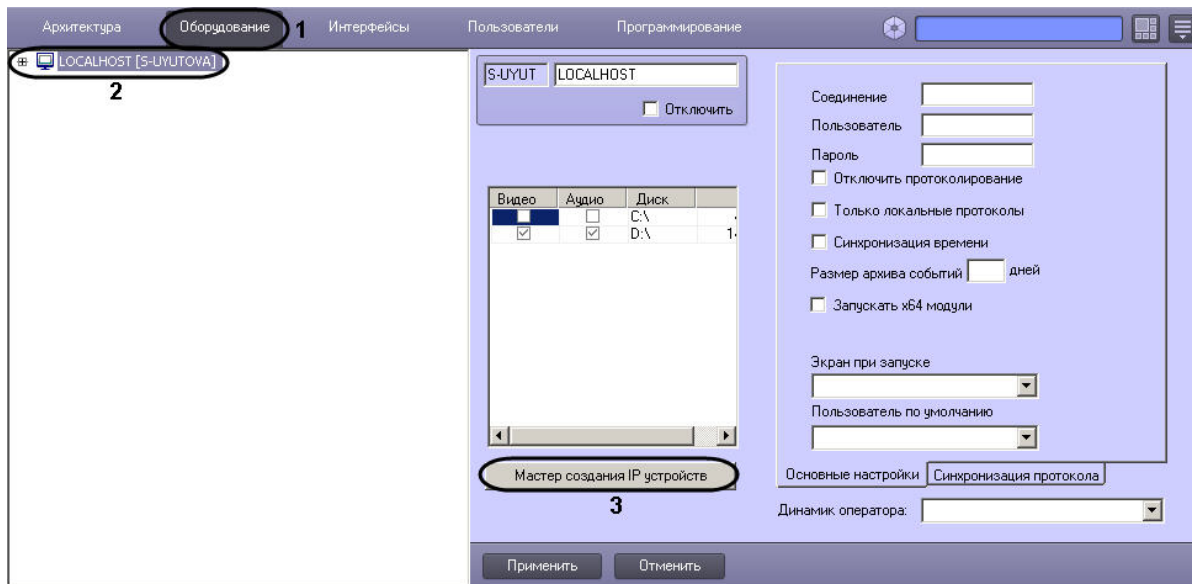 Архитектура Оборудование 1 Интерфейсы Пользователи Программирование
LOCALHOST [S-UYUTOVA]
2
S-UYUT LOCALHOST
Отключить
Видео Аудио Диск
C:\
D:\ 1
Мастер создания IP устройств
3
Соединение
Пользователь
Пароль
Отключить протоколирование
Только локальные протоколы
Синхронизация времени
Размер архива событий дней
Запускать x64 модули
Экран при запуске
Пользователь по умолчанию
Основные настройки Синхронизация протокола
Динамик оператора:
Применить Отменить